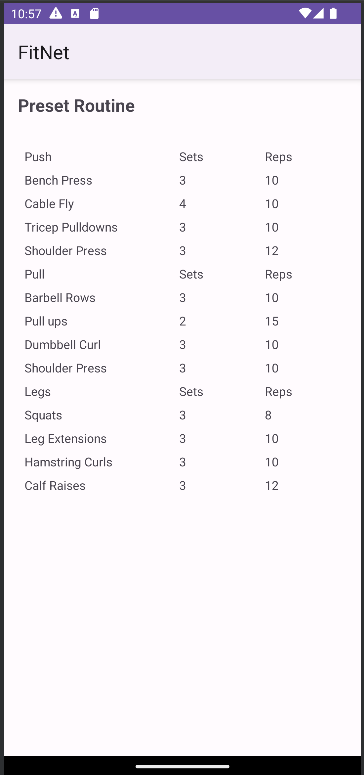 10:57
FitNet
Preset Routine
Push Sets Reps
Bench Press 3 10
Cable Fly 4 10
Tricep Pulldowns 3 10
Shoulder Press 3 12
Pull Sets Reps
Barbell Rows 3 10
Pull ups 2 15
Dumbbell Curl 3 10
Shoulder Press 3 10
Legs Sets Reps
Squats 3 8
Leg Extensions 3 10
Hamstring Curls 3 10
Calf Raises 3 12